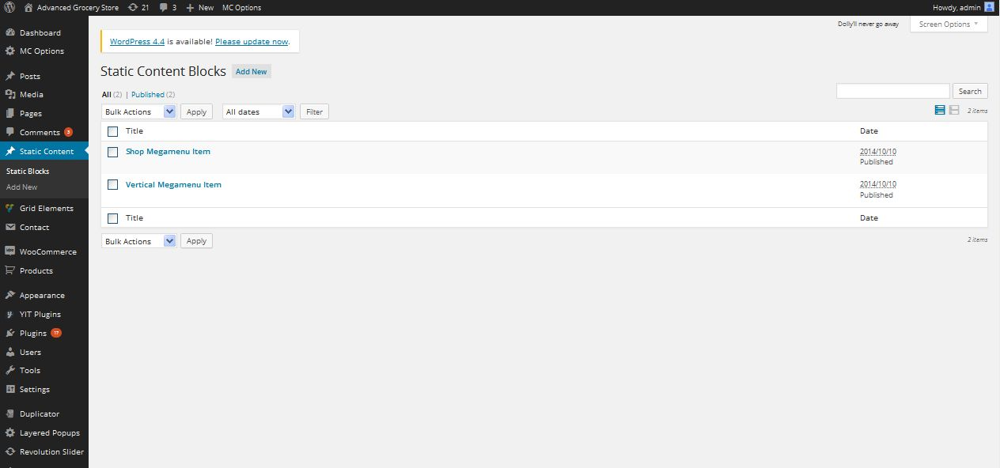 Advanced Grocery Store 21 3 New MC Options Howdy, admin
Dashboard
MC Options
Posts
Media
Pages
Comments 3
Static Content
Static Blocks
Add New
Grid Elements
Contact
WooCommerce
Products
Appearance
YIT Plugins
Plugins 17
Users
Tools
Settings
Duplicator
Layered Popups
Revolution Slider
Dolly'll never go away Screen Options
WordPress 4.4 is available! Please update now.
Static Content Blocks Add New
All (2) | Published (2)
Search
Bulk Actions Apply All dates Filter 2 items
Title Date
Shop Megamenu Item 2014/10/10
Published
Vertical Megamenu Item 2014/10/10
Published
Title Date
Bulk Actions Apply 2 items